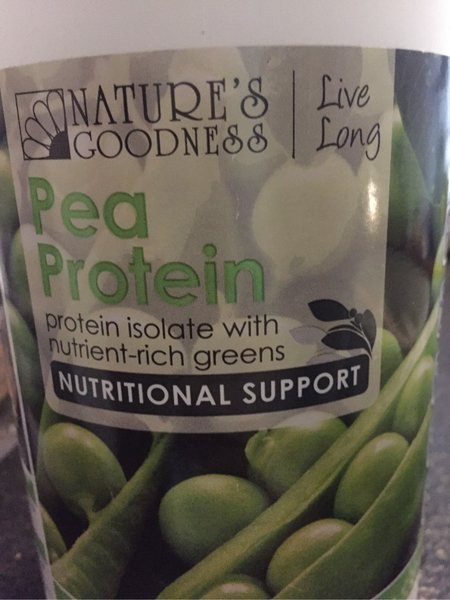 NATURE'S
GOODNESS
Live
Long
Pea
Protein
protein isolate with
nutrient-rich greens
NUTRITIONAL SUPPORT